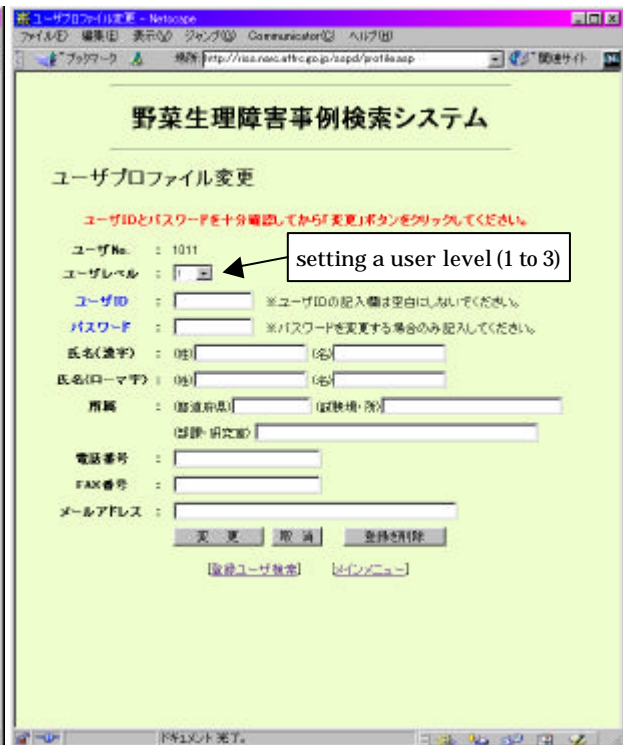 ユーザプロファイル変更 - Netscape
ファイル(F) 編集(E) 表示(V) ジャンプ(G) Communicator(C) ヘルプ(H)
ブックマーク 場所: 関連サイト
野菜生理障害事例検索システム
ユーザプロファイル変更
ユーザIDとパスワードを十分確認してから「変更」ボタンをクリックしてください。
ユーザNo. : 1011
ユーザレベル : 1
setting a user level (1 to 3)
ユーザID : ※ユーザIDの記入欄は空白にしないでください。
パスワード : ※パスワードを変更する場合のみ記入してください。
氏名(漢字) : (姓) (名)
氏名(ローマ字) : (姓) (名)
所属 : (都道府県) (試験場・所)
(部課・研究室)
電話番号 :
FAX番号 :
メールアドレス :
変 更 取 消 登録を削除
[登録ユーザ検索] [メインメニュー]
ドキュメント完了。